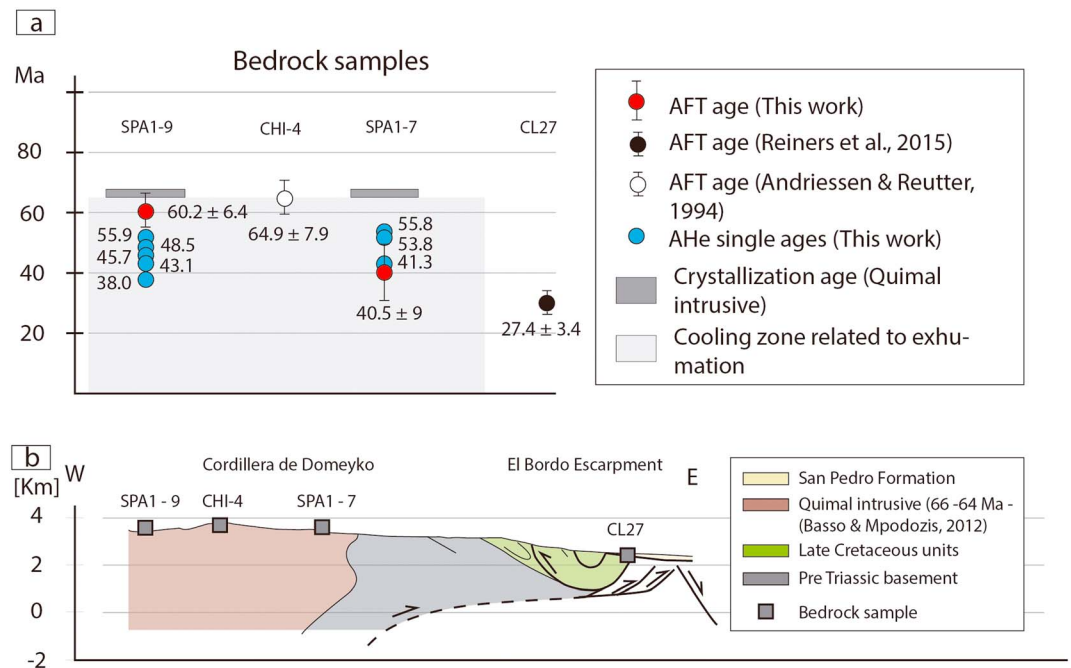 a
Bedrock samples
Ma
SPA1-9
CHI-4
SPA1-7
CL27
80
60
40
20
60.2 ± 6.4
55.9
48.5
45.7
43.1
38.0
64.9 ± 7.9
55.8
53.8
41.3
40.5 ± 9
27.4 ± 3.4
AFT age (This work)
AFT age (Reiners et al., 2015)
AFT age (Andriessen & Reutter,
1994)
AHe single ages (This work)
Crystallization age (Quimal
intrusive)
Cooling zone related to exhu-
mation
b
W
[Km]
Cordillera de Domeyko
El Bordo Escarpment
E
SPA1 - 9
CHI-4
SPA1 - 7
CL27
4
2
0
-2
San Pedro Formation
Quimal intrusive (66 -64 Ma -
(Basso & Mpodozis, 2012)
Late Cretaceous units
Pre Triassic basement
Bedrock sample